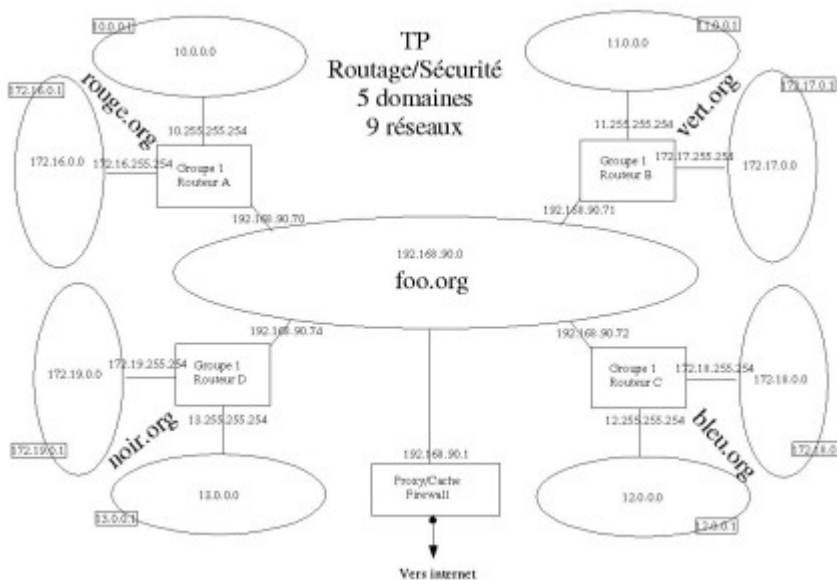 10.0.0.1
10.0.0.0
TP
Routage/Sécurité
5 domaines
9 réseaux
11.0.0.1
11.0.0.0
172.16.0.1
rouge.org
10.255.255.254
172.16.0.0
172.16.255.254
Groupe 1
Routeur A
192.168.90.70
11.255.255.254
vert.org
172.17.0.1
Groupe 1
Routeur B
172.17.255.254
172.17.0.0
192.168.90.71
192.168.90.0
foo.org
192.168.90.74
192.168.90.72
172.19.0.0
172.19.255.254
Groupe 1
Routeur D
13.255.255.254
noir.org
172.19.0.1
13.0.0.0
13.0.0.1
192.168.90.1
Proxy/Cache
Firewall
Vers internet
Groupe 1
Routeur C
172.18.255.254
172.18.0.0
12.255.255.254
bleu.org
172.18.0
12.0.0.0
12.0.0.1